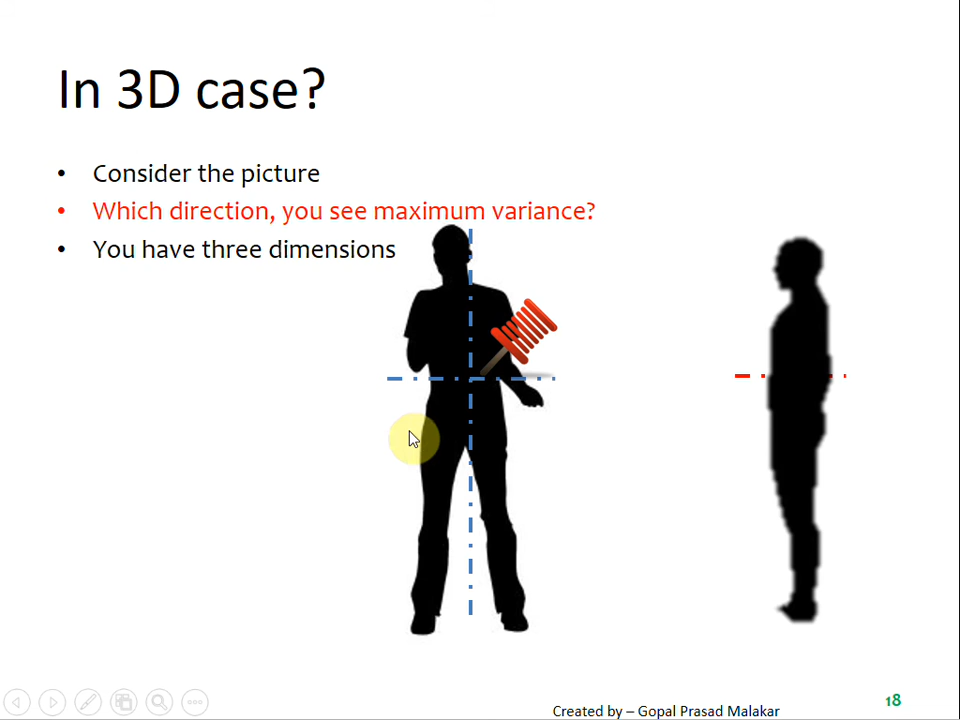 In 3D case?
• Consider the picture
• Which direction, you see maximum variance?
• You have three dimensions
Created by – Gopal Prasad Malakar
18